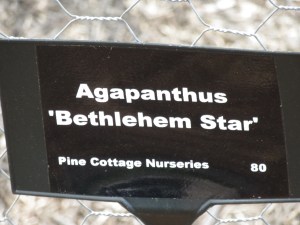 Agapanthus
'Bethlehem Star'
Pine Cottage Nurseries 80